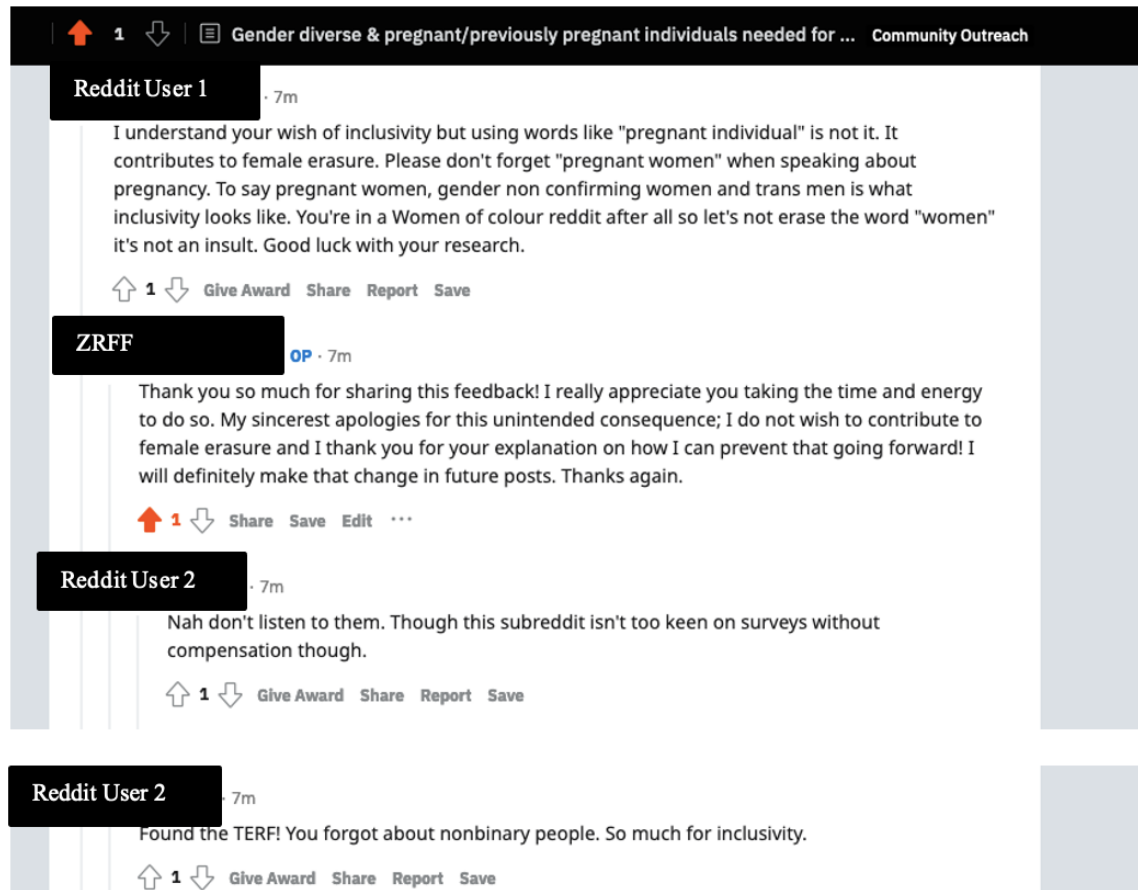 1 Gender diverse & pregnant/previously pregnant individuals needed for ... Community Outreach
Reddit User 1 · 7m
I understand your wish of inclusivity but using words like "pregnant individual" is not it. It
contributes to female erasure. Please don't forget "pregnant women" when speaking about
pregnancy. To say pregnant women, gender non confirming women and trans men is what
inclusivity looks like. You're in a Women of colour reddit after all so let's not erase the word "women"
it's not an insult. Good luck with your research.
1 Give Award Share Report Save
ZRFF OP · 7m
Thank you so much for sharing this feedback! I really appreciate you taking the time and energy
to do so. My sincerest apologies for this unintended consequence; I do not wish to contribute to
female erasure and I thank you for your explanation on how I can prevent that going forward! I
will definitely make that change in future posts. Thanks again.
1 Share Save Edit ···
Reddit User 2 · 7m
Nah don't listen to them. Though this subreddit isn't too keen on surveys without
compensation though.
1 Give Award Share Report Save
Reddit User 2 · 7m
Found the TERF! You forgot about nonbinary people. So much for inclusivity.
1 Give Award Share Report Save